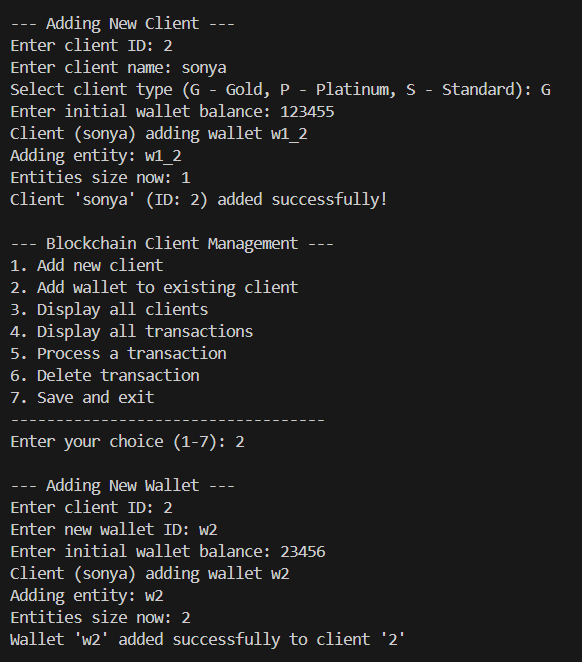 --- Adding New Client ---
Enter client ID: 2
Enter client name: sonya
Select client type (G - Gold, P - Platinum, S - Standard): G
Enter initial wallet balance: 123455
Client (sonya) adding wallet w1_2
Adding entity: w1_2
Entities size now: 1
Client 'sonya' (ID: 2) added successfully!

--- Blockchain Client Management ---
1. Add new client
2. Add wallet to existing client
3. Display all clients
4. Display all transactions
5. Process a transaction
6. Delete transaction
7. Save and exit
-----------------------------------
Enter your choice (1-7): 2

--- Adding New Wallet ---
Enter client ID: 2
Enter new wallet ID: w2
Enter initial wallet balance: 23456
Client (sonya) adding wallet w2
Adding entity: w2
Entities size now: 2
Wallet 'w2' added successfully to client '2'